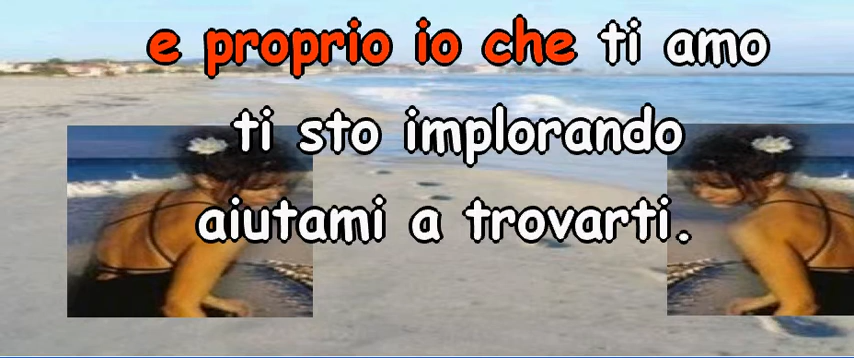 e proprio io che ti amo
ti sto implorando
aiutami a trovarti.